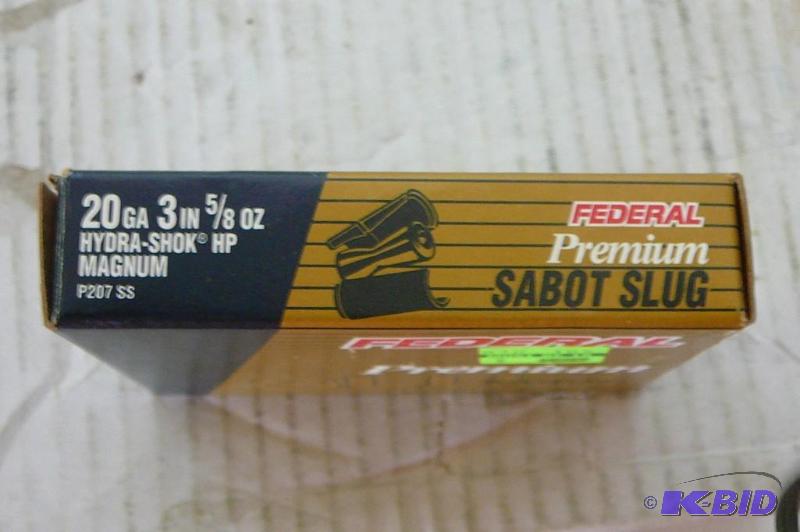 20 GA 3 IN 5/8 OZ
HYDRA-SHOK® HP
MAGNUM
P207 SS
FEDERAL
Premium
SABOT SLUG
FEDERAL
Premium
© K-BID